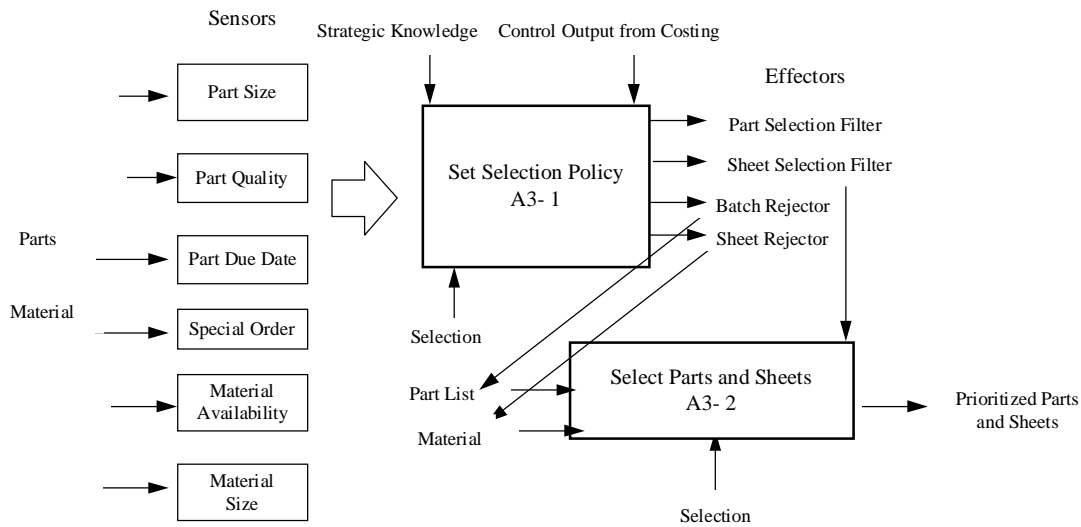 Sensors
Strategic Knowledge
Control Output from Costing
Effectors
Part Size
Part Selection Filter
Part Quality
Set Selection Policy
A3- 1
Sheet Selection Filter
Batch Rejector
Parts
Part Due Date
Sheet Rejector
Material
Special Order
Selection
Material
Availability
Part List
Select Parts and Sheets
A3- 2
Prioritized Parts
and Sheets
Material
Material
Size
Selection